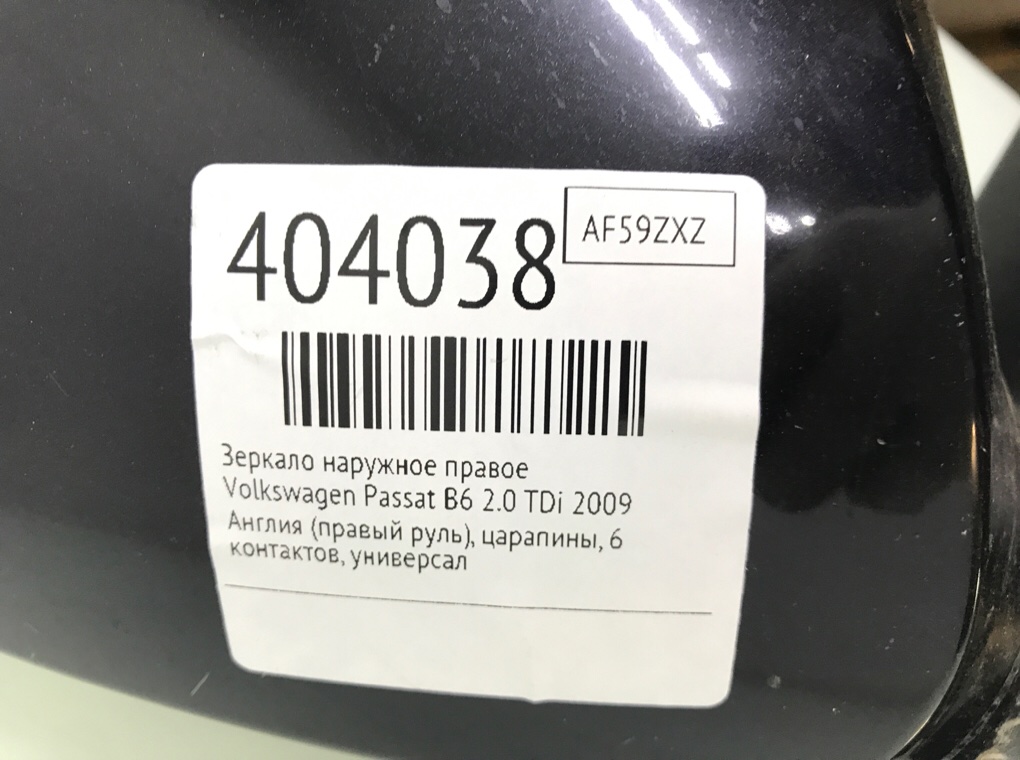 404038
AF59ZXZ
Зеркало наружное правое
Volkswagen Passat B6 2.0 TDi 2009
Англия (правый руль), царапины, 6
контактов, универсал